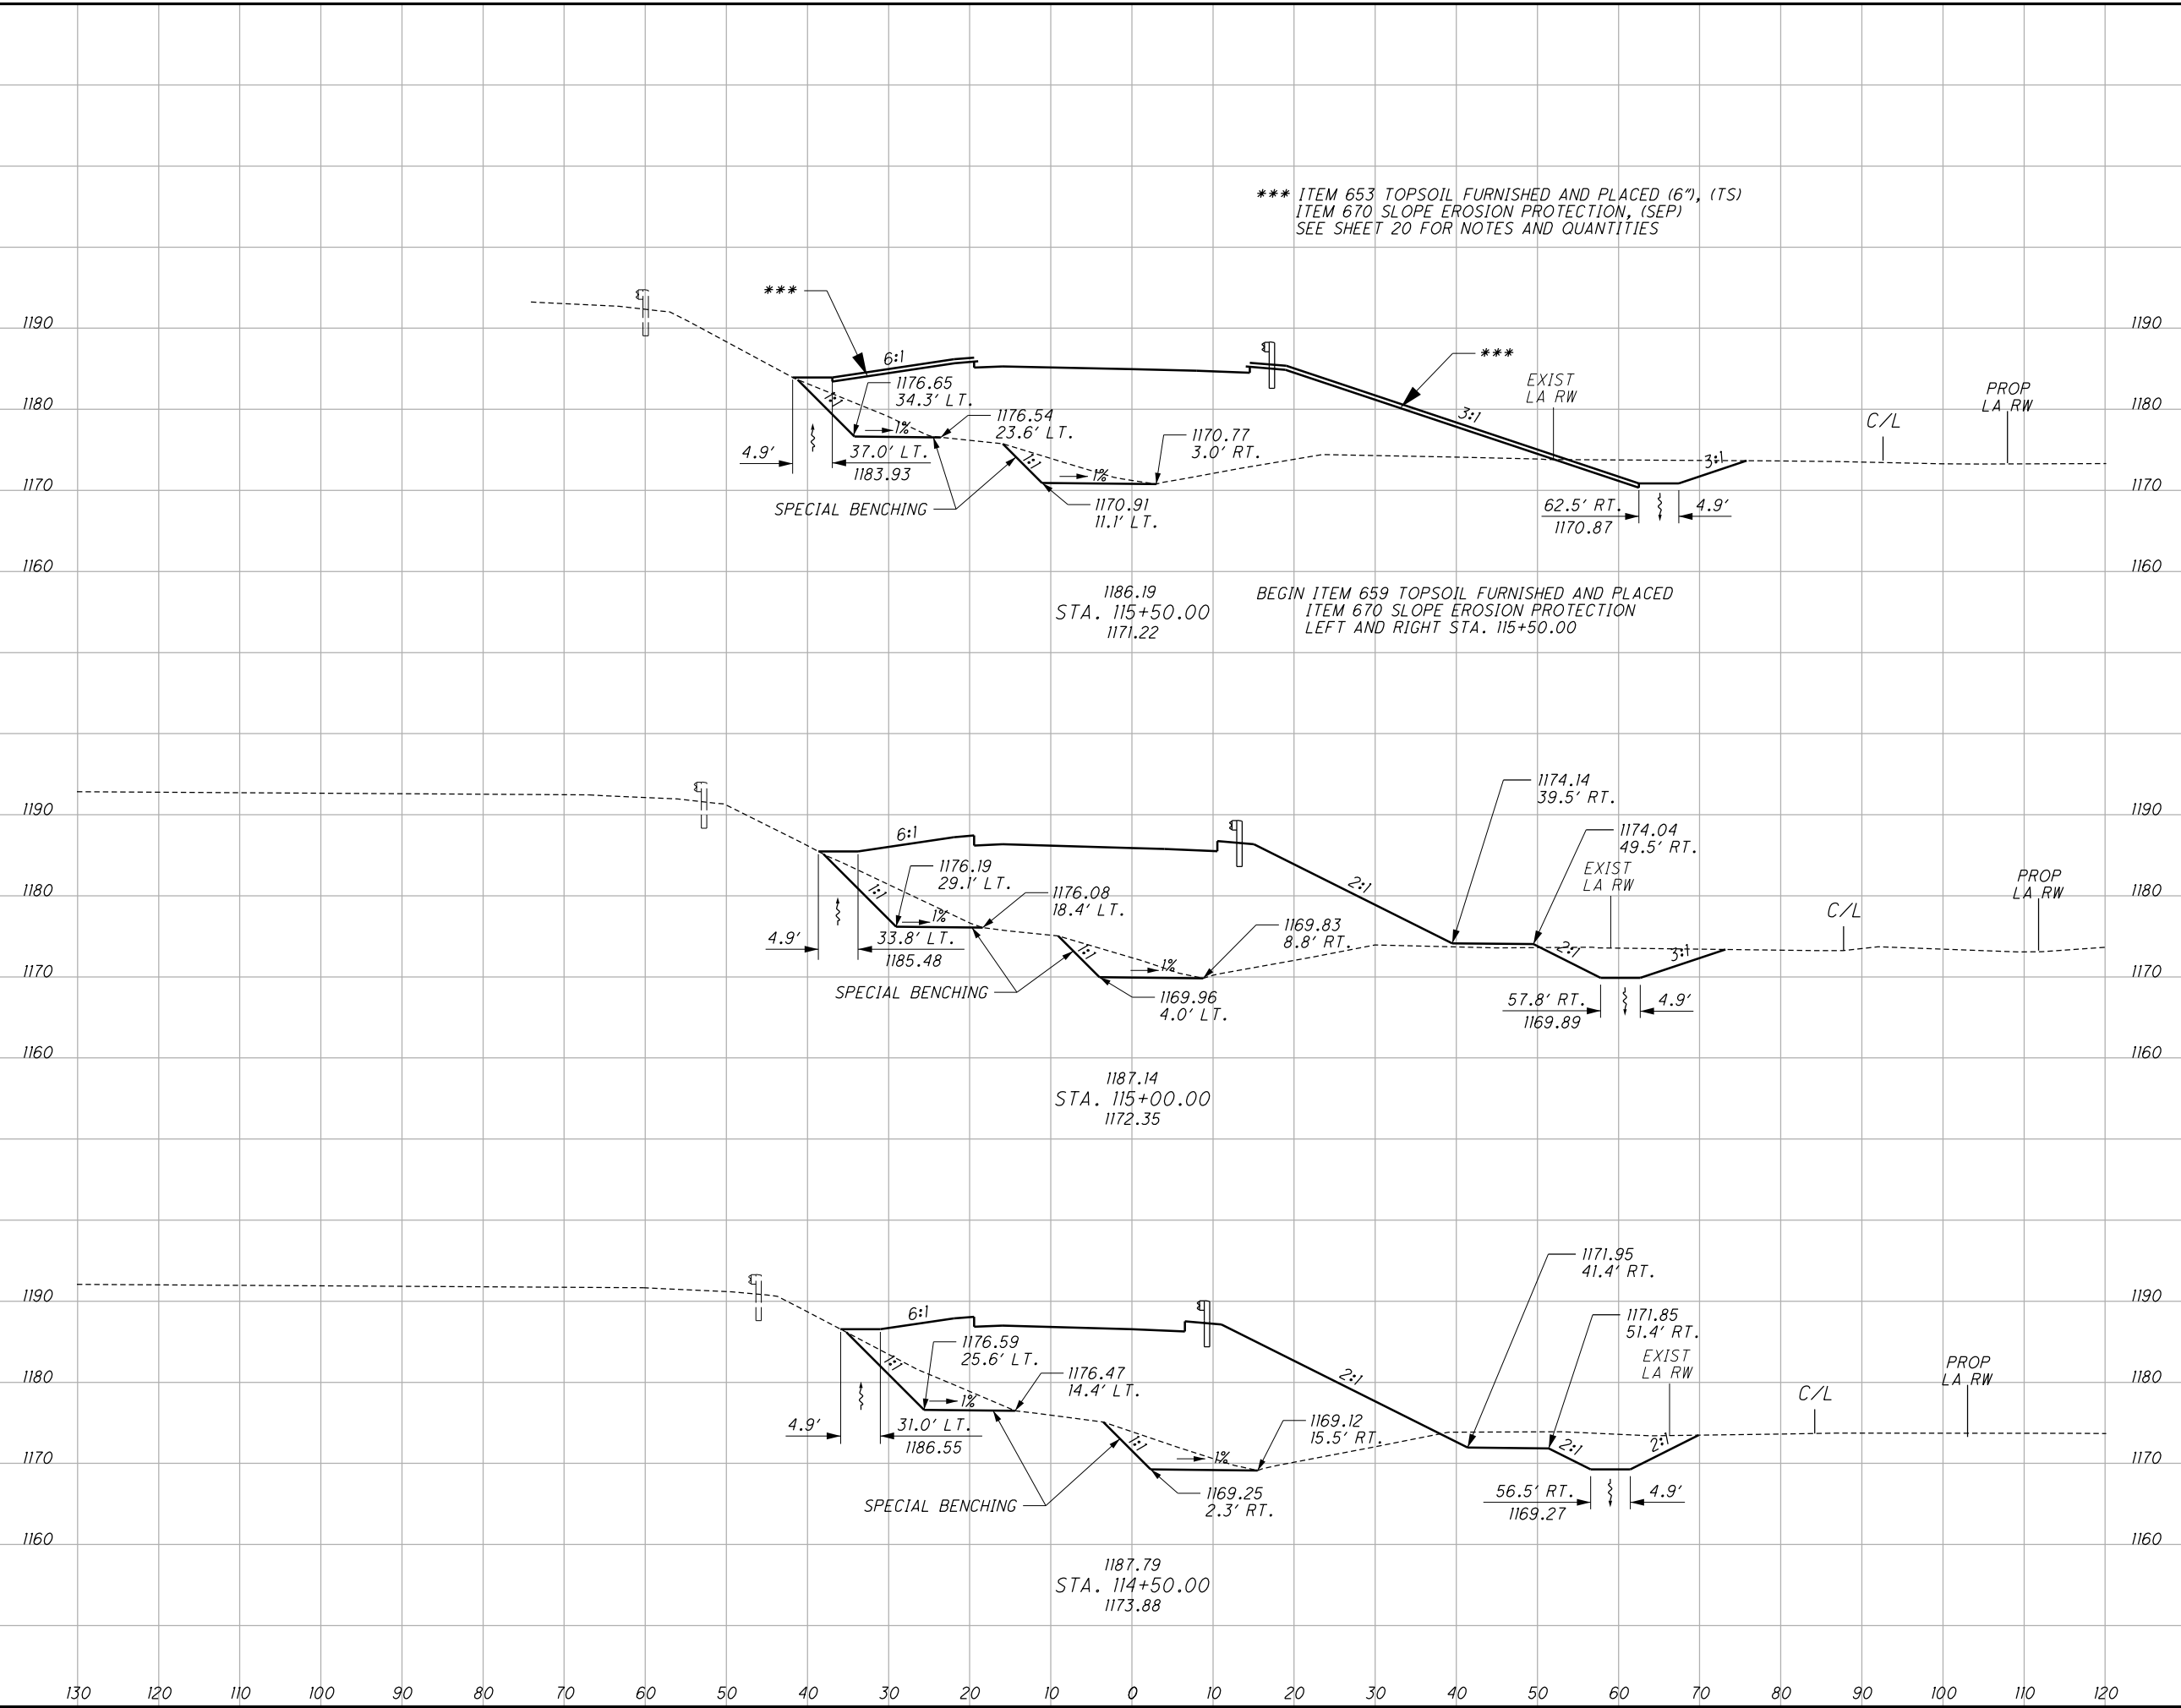 *** ITEM 653 TOPSOIL FURNISHED AND PLACED (6"), (TS)
ITEM 670 SLOPE EROSION PROTECTION, (SEP)
SEE SHEET 20 FOR NOTES AND QUANTITIES
***
1190
6:1
1190
***
1176.65
34.3' LT.
1:1
EXIST
LA RW
PROP
LA RW
1180
1176.54
23.6' LT.
3:1
C/L
1180
1%
1170.77
3.0' RT.
4.9'
37.0' LT.
1183.93
1:1
1%
3:1
1170
1170
SPECIAL BENCHING
1170.91
11.1' LT.
62.5' RT.
1170.87
4.9'
1160
1160
1186.19
STA. 115+50.00
1171.22
BEGIN ITEM 659 TOPSOIL FURNISHED AND PLACED
ITEM 670 SLOPE EROSION PROTECTION
LEFT AND RIGHT STA. 115+50.00
1174.14
39.5' RT.
1190
1190
6:1
1174.04
49.5' RT.
1176.19
29.1' LT.
EXIST
LA RW
PROP
LA RW
1180
1:1
1176.08
18.4' LT.
2:1
1180
1%
C/L
1169.83
8.8' RT.
4.9'
33.8' LT.
1185.48
1:1
1%
2:1
3:1
1170
1170
SPECIAL BENCHING
1169.96
4.0' LT.
57.8' RT.
1169.89
4.9'
1160
1160
1187.14
STA. 115+00.00
1172.35
1171.95
41.4' RT.
1190
1190
6:1
1171.85
51.4' RT.
1176.59
25.6' LT.
1:1
EXIST
LA RW
PROP
LA RW
1180
1176.47
14.4' LT.
2:1
1180
1%
C/L
4.9'
31.0' LT.
1186.55
1169.12
15.5' RT.
1:1
1%
2:1
2:1
1170
1170
SPECIAL BENCHING
1169.25
2.3' RT.
56.5' RT.
1169.27
4.9'
1160
1160
1187.79
STA. 114+50.00
1173.88
130 120 110 100 90 80 70 60 50 40 30 20 10 0 10 20 30 40 50 60 70 80 90 100 110 120